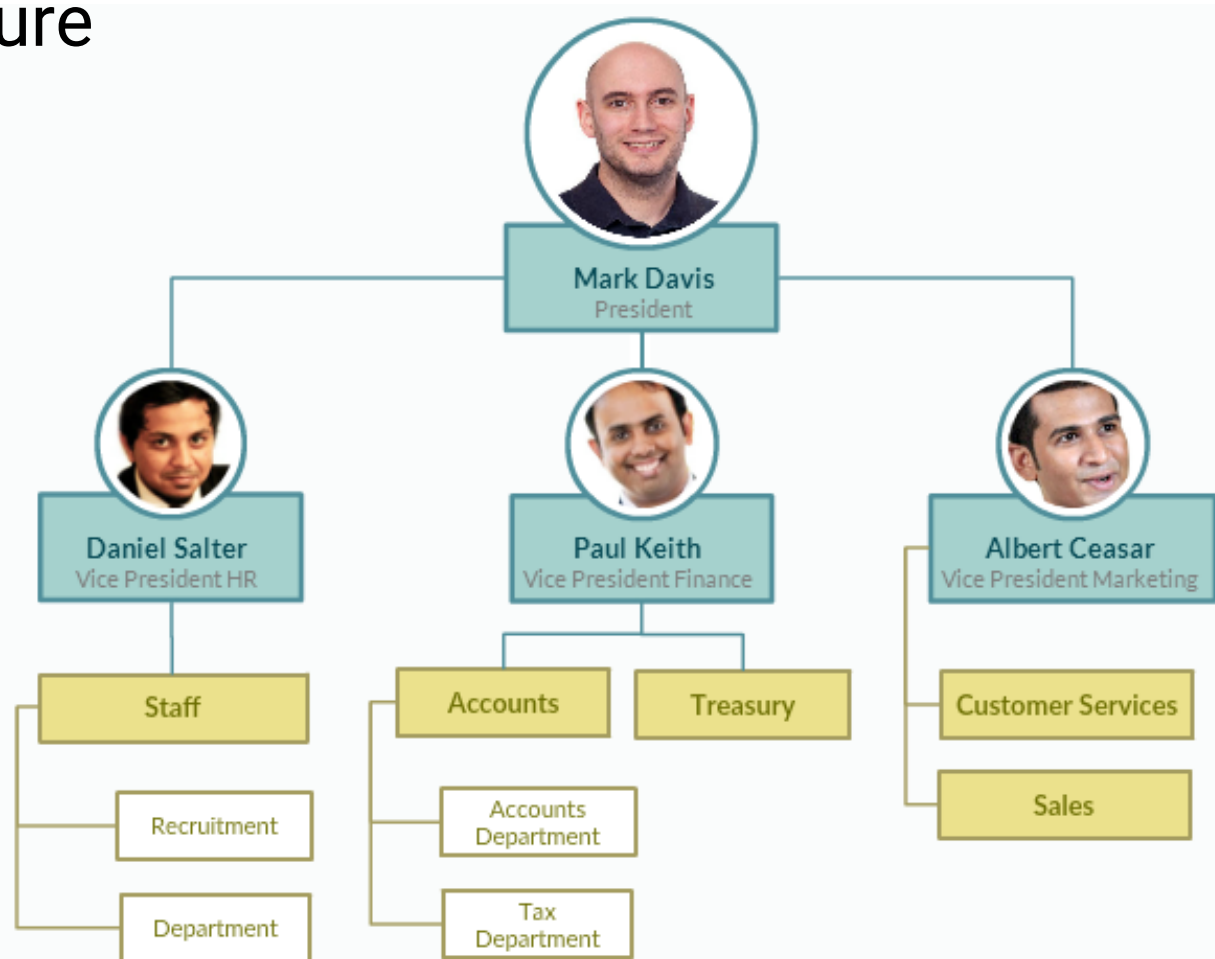 ure
Mark Davis
President
Daniel Salter
Vice President HR
Paul Keith
Vice President Finance
Albert Ceasar
Vice President Marketing
Staff
Recruitment
Department
Accounts
Treasury
Accounts
Department
Tax
Department
Customer Services
Sales